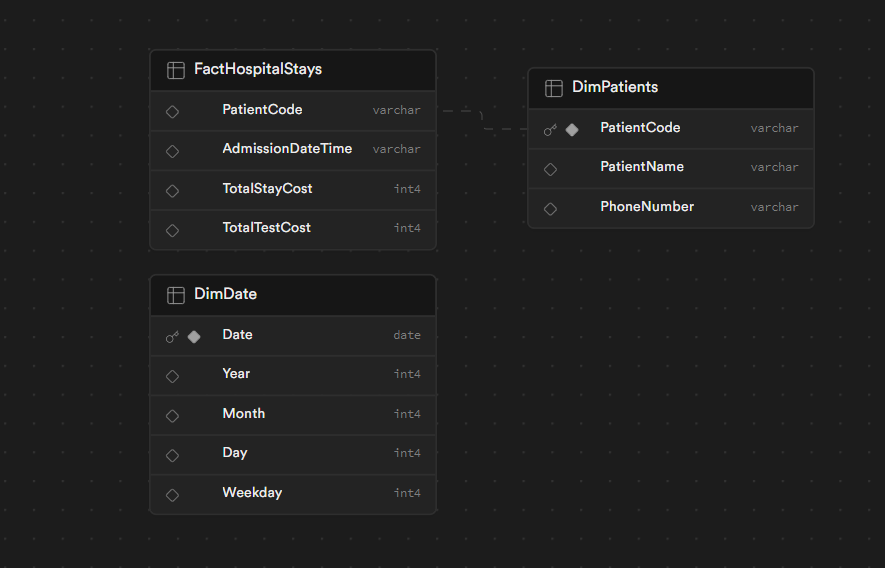 FactHospitalStays
PatientCode varchar
AdmissionDateTime varchar
TotalStayCost int4
TotalTestCost int4
DimPatients
PatientCode varchar
PatientName varchar
PhoneNumber varchar
DimDate
Date date
Year int4
Month int4
Day int4
Weekday int4